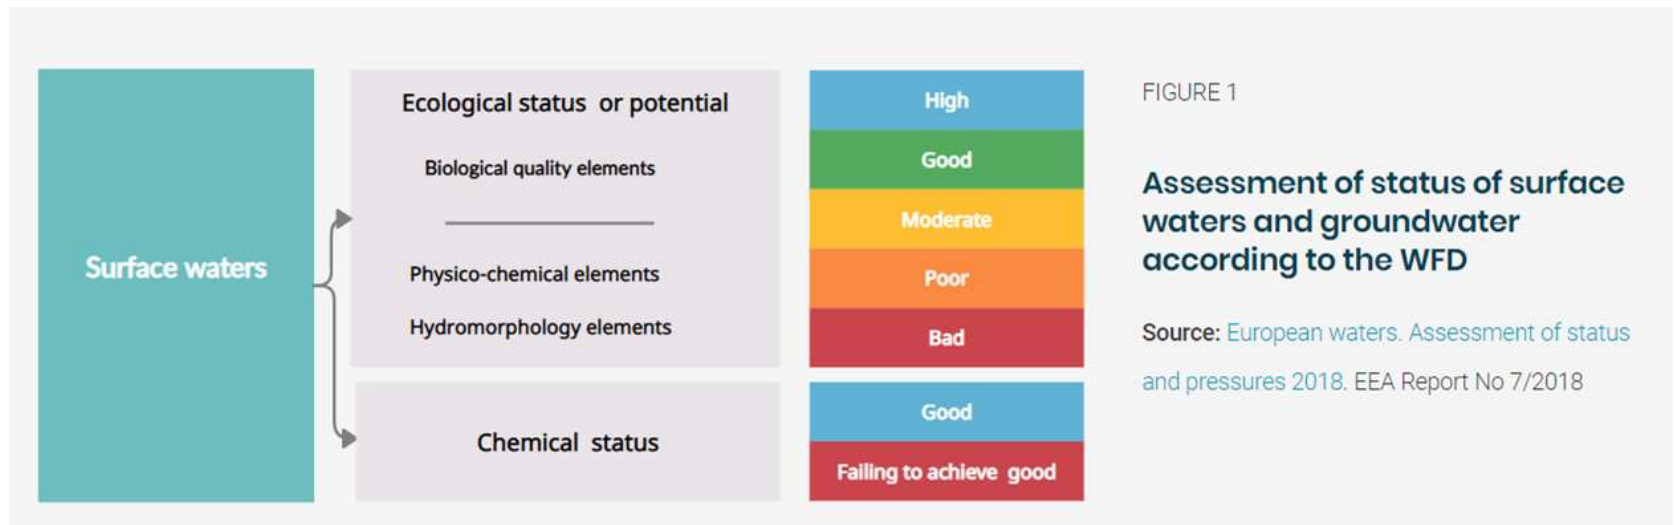 Surface waters
Ecological status or potential
Biological quality elements
Physico-chemical elements
Hydromorphology elements
Chemical status
High
Good
Moderate
Poor
Bad
Good
Failing to achieve good
FIGURE 1
Assessment of status of surface
waters and groundwater
according to the WFD
Source: European waters. Assessment of status
and pressures 2018. EEA Report No 7/2018